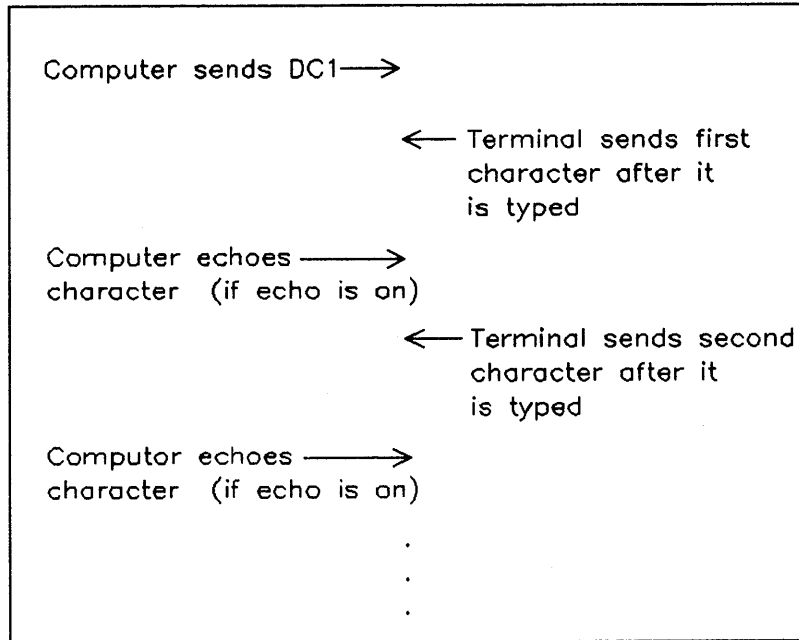 Computer sends DC1
Terminal sends first
character after it
is typed
Computer echoes
character (if echo is on)
Terminal sends second
character after it
is typed
Computor echoes
character (if echo is on)
.
.
.